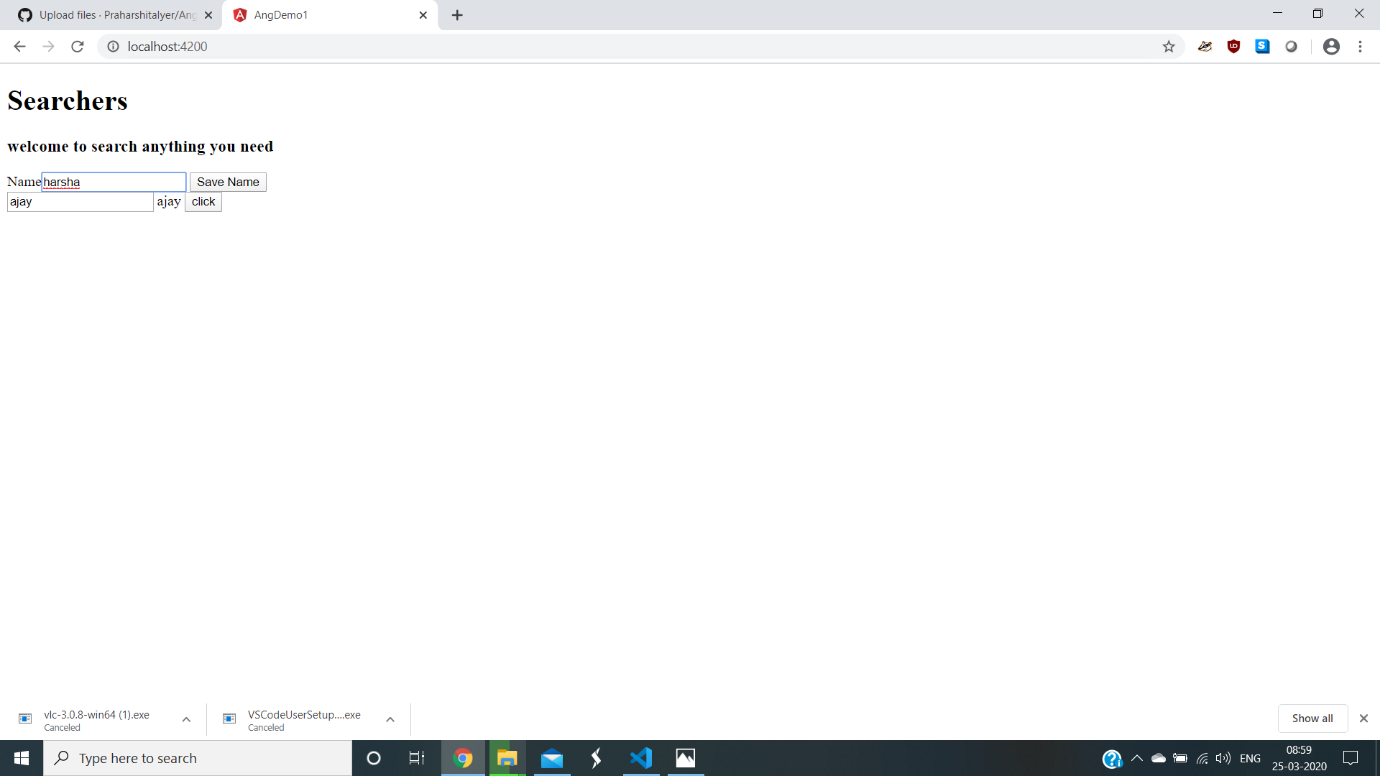 Upload files · PraharshitaIyer/Ang
AngDemo1
localhost:4200
Searchers
welcome to search anything you need
Name harsha Save Name
ajay ajay click
vlc-3.0.8-win64 (1).exe
Canceled
VSCodeUserSetup....exe
Canceled
Show all
Type here to search
ENG
08:59
25-03-2020